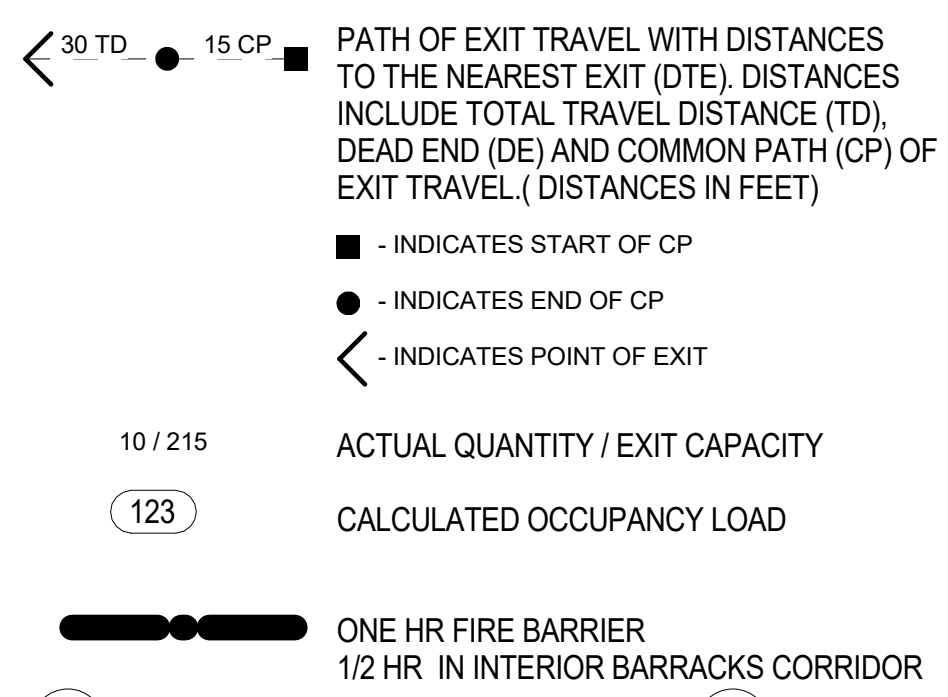 30 TD 15 CP
PATH OF EXIT TRAVEL WITH DISTANCES
TO THE NEAREST EXIT (DTE). DISTANCES
INCLUDE TOTAL TRAVEL DISTANCE (TD),
DEAD END (DE) AND COMMON PATH (CP) OF
EXIT TRAVEL.( DISTANCES IN FEET)
- INDICATES START OF CP
- INDICATES END OF CP
- INDICATES POINT OF EXIT
10 / 215 ACTUAL QUANTITY / EXIT CAPACITY
123 CALCULATED OCCUPANCY LOAD
ONE HR FIRE BARRIER
1/2 HR IN INTERIOR BARRACKS CORRIDOR